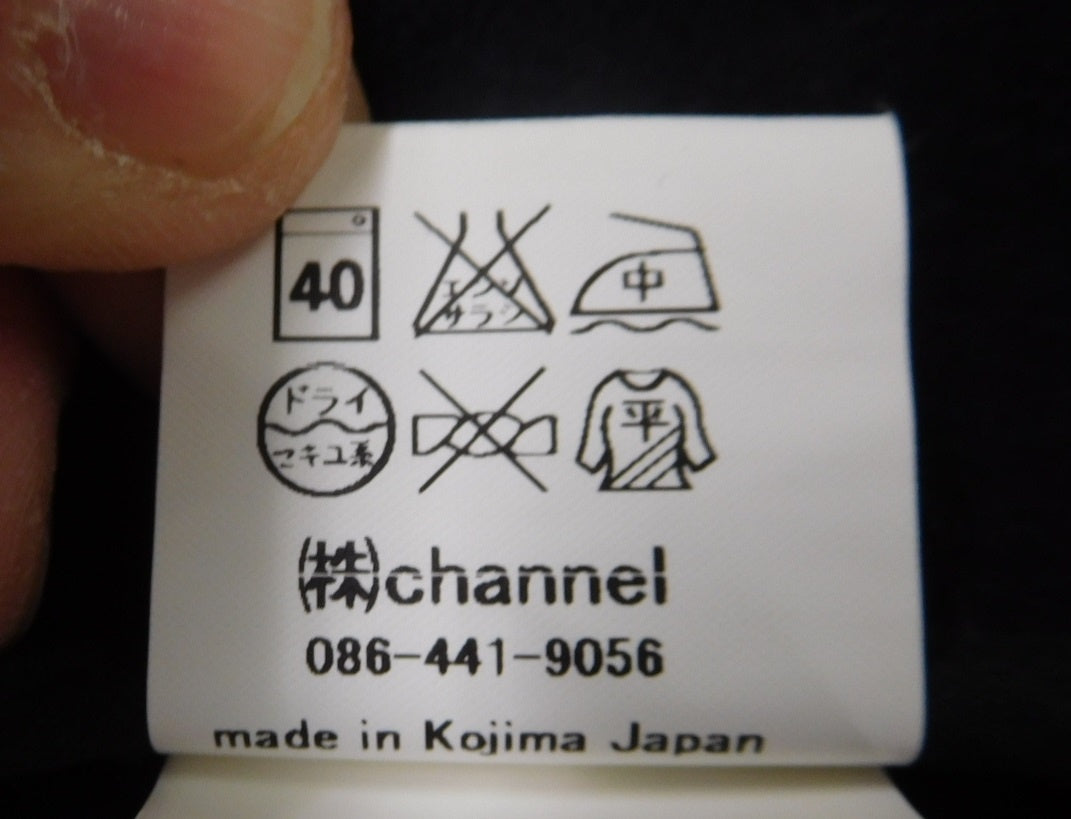 40 エンソ サラシ 中
ドライ セキユ系 平
㈱channel
086-441-9056
made in Kojima Japan